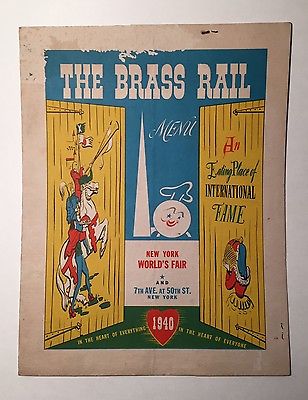 THE BRASS RAIL
MENU
An
Eating Place of
INTERNATIONAL
FAME
NEW YORK
WORLD'S FAIR
AND
7TH AVE. AT 50TH ST.
NEW YORK
1940
IN THE HEART OF EVERYTHING
IN THE HEART OF EVERYONE